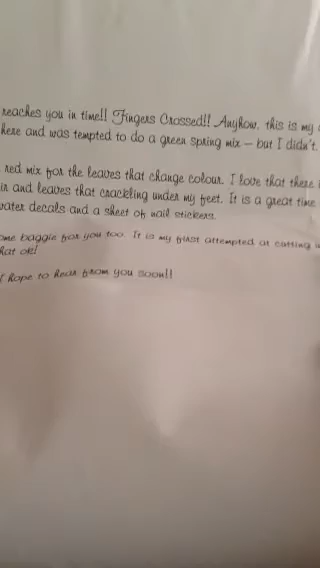 reaches you in time!! Fingers Crossed!! Anyhow, this is my
here and was tempted to do a green spring mix – but I didn't.
red mix for the leaves that change colour. I love that there
and leaves that crackling under my feet. It is a great time
water decals and a sheet of nail stickers.
ome baggie for you too. It is my first attempted at cutting
hat ok!
I hope to hear from you soon!!